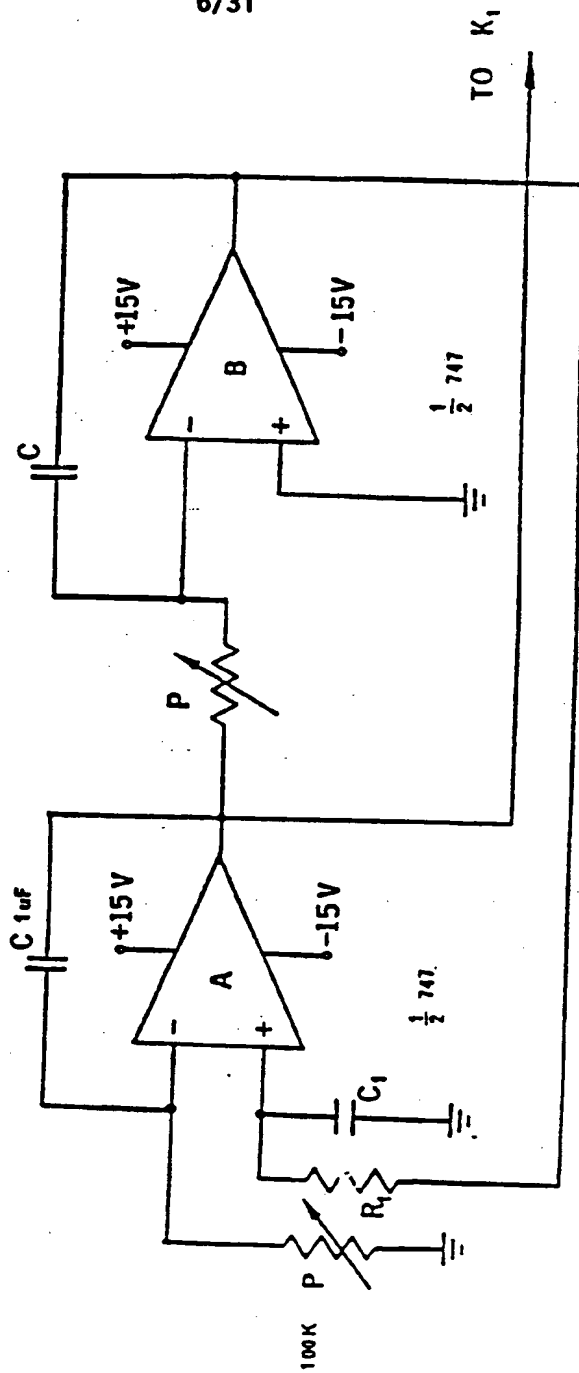 6/31
TO K₁
C
+15V
B
-
+
-15V
½ 747
P
C 1uF
+15V
A
-
+
-15V
½ 747.
C₁
R₁
P
100K